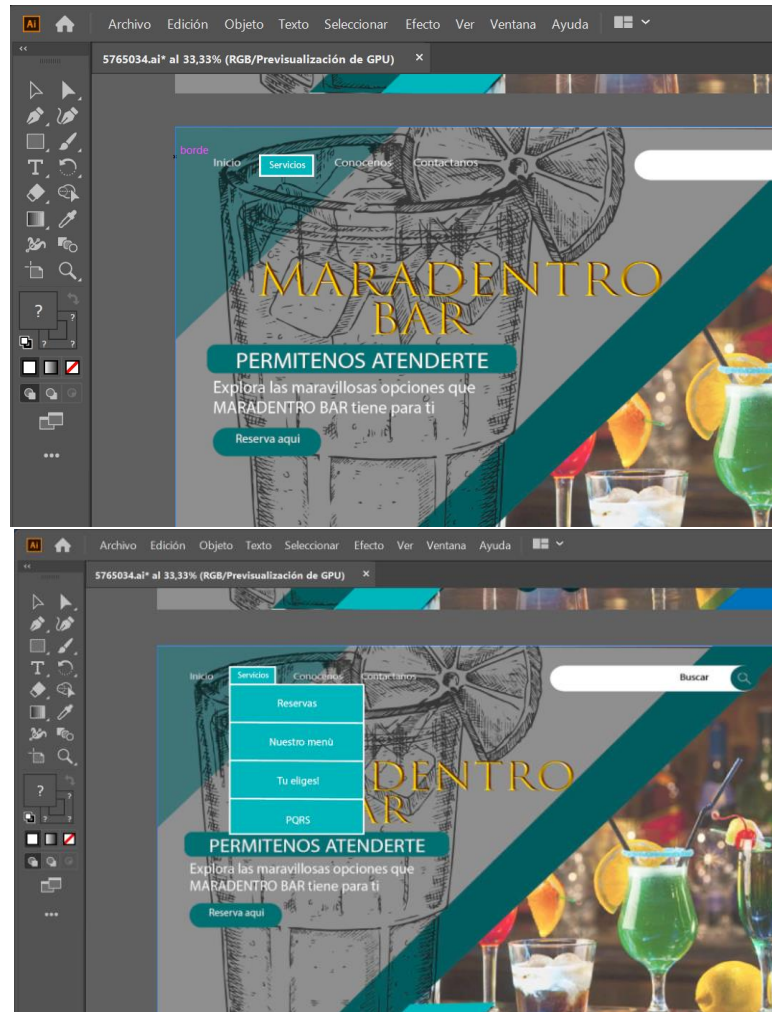 Ai Archivo Edición Objeto Texto Seleccionar Efecto Ver Ventana Ayuda
5765034.ai* al 33,33% (RGB/Previsualización de GPU) ×
borde
Inicio Servicios Conocenos Contactanos
MARADENTRO
BAR
PERMITENOS ATENDERTE
Explora las maravillosas opciones que
MARADENTRO BAR tiene para ti
Reserva aqui
Ai Archivo Edición Objeto Texto Seleccionar Efecto Ver Ventana Ayuda
5765034.ai* al 33,33% (RGB/Previsualización de GPU) ×
Inicio Servicios Conocenos Contactanos Buscar
Reservas
Nuestro menù
Tu eliges!
PQRS
DENTRO
AR
PERMITENOS ATENDERTE
Explora las maravillosas opciones que
MARADENTRO BAR tiene para ti
Reserva aqui